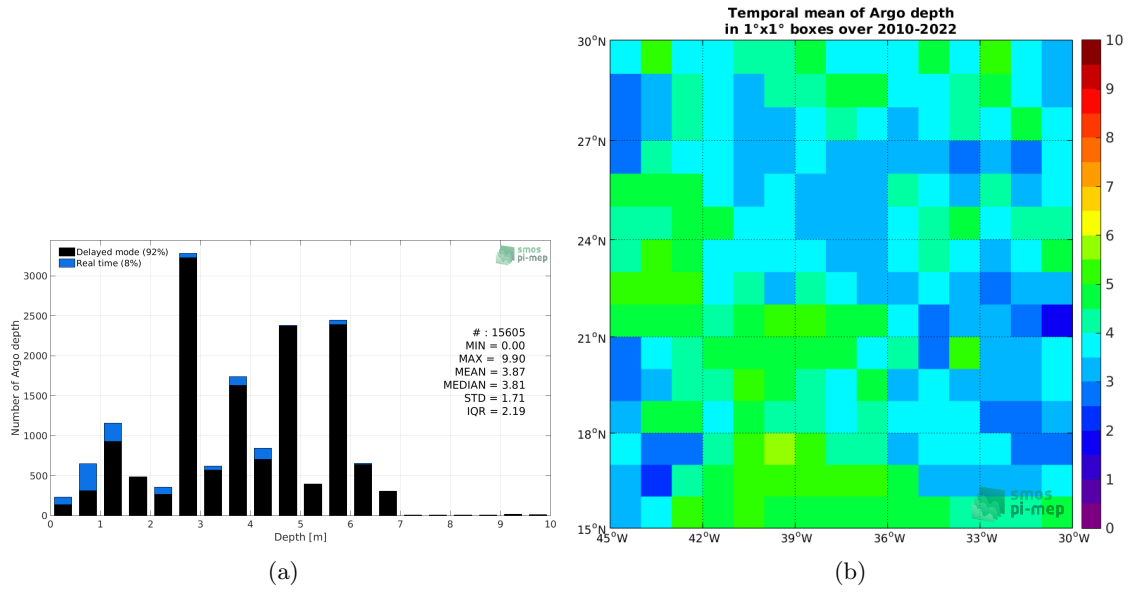 Delayed mode (92%)
Real time (8%)
smos
pi-mep
Number of Argo depth
3000
2500
2000
1500
1000
500
0
# : 15605
MIN = 0.00
MAX = 9.90
MEAN = 3.87
MEDIAN = 3.81
STD = 1.71
IQR = 2.19
0 1 2 3 4 5 6 7 8 9 10
Depth [m]
(a)
Temporal mean of Argo depth
in 1°x1° boxes over 2010-2022
30°N
27°N
24°N
21°N
18°N
15°N
45°W 42°W 39°W 36°W 33°W 30°W
smos
pi-mep
10
9
8
7
6
5
4
3
2
1
0
(b)